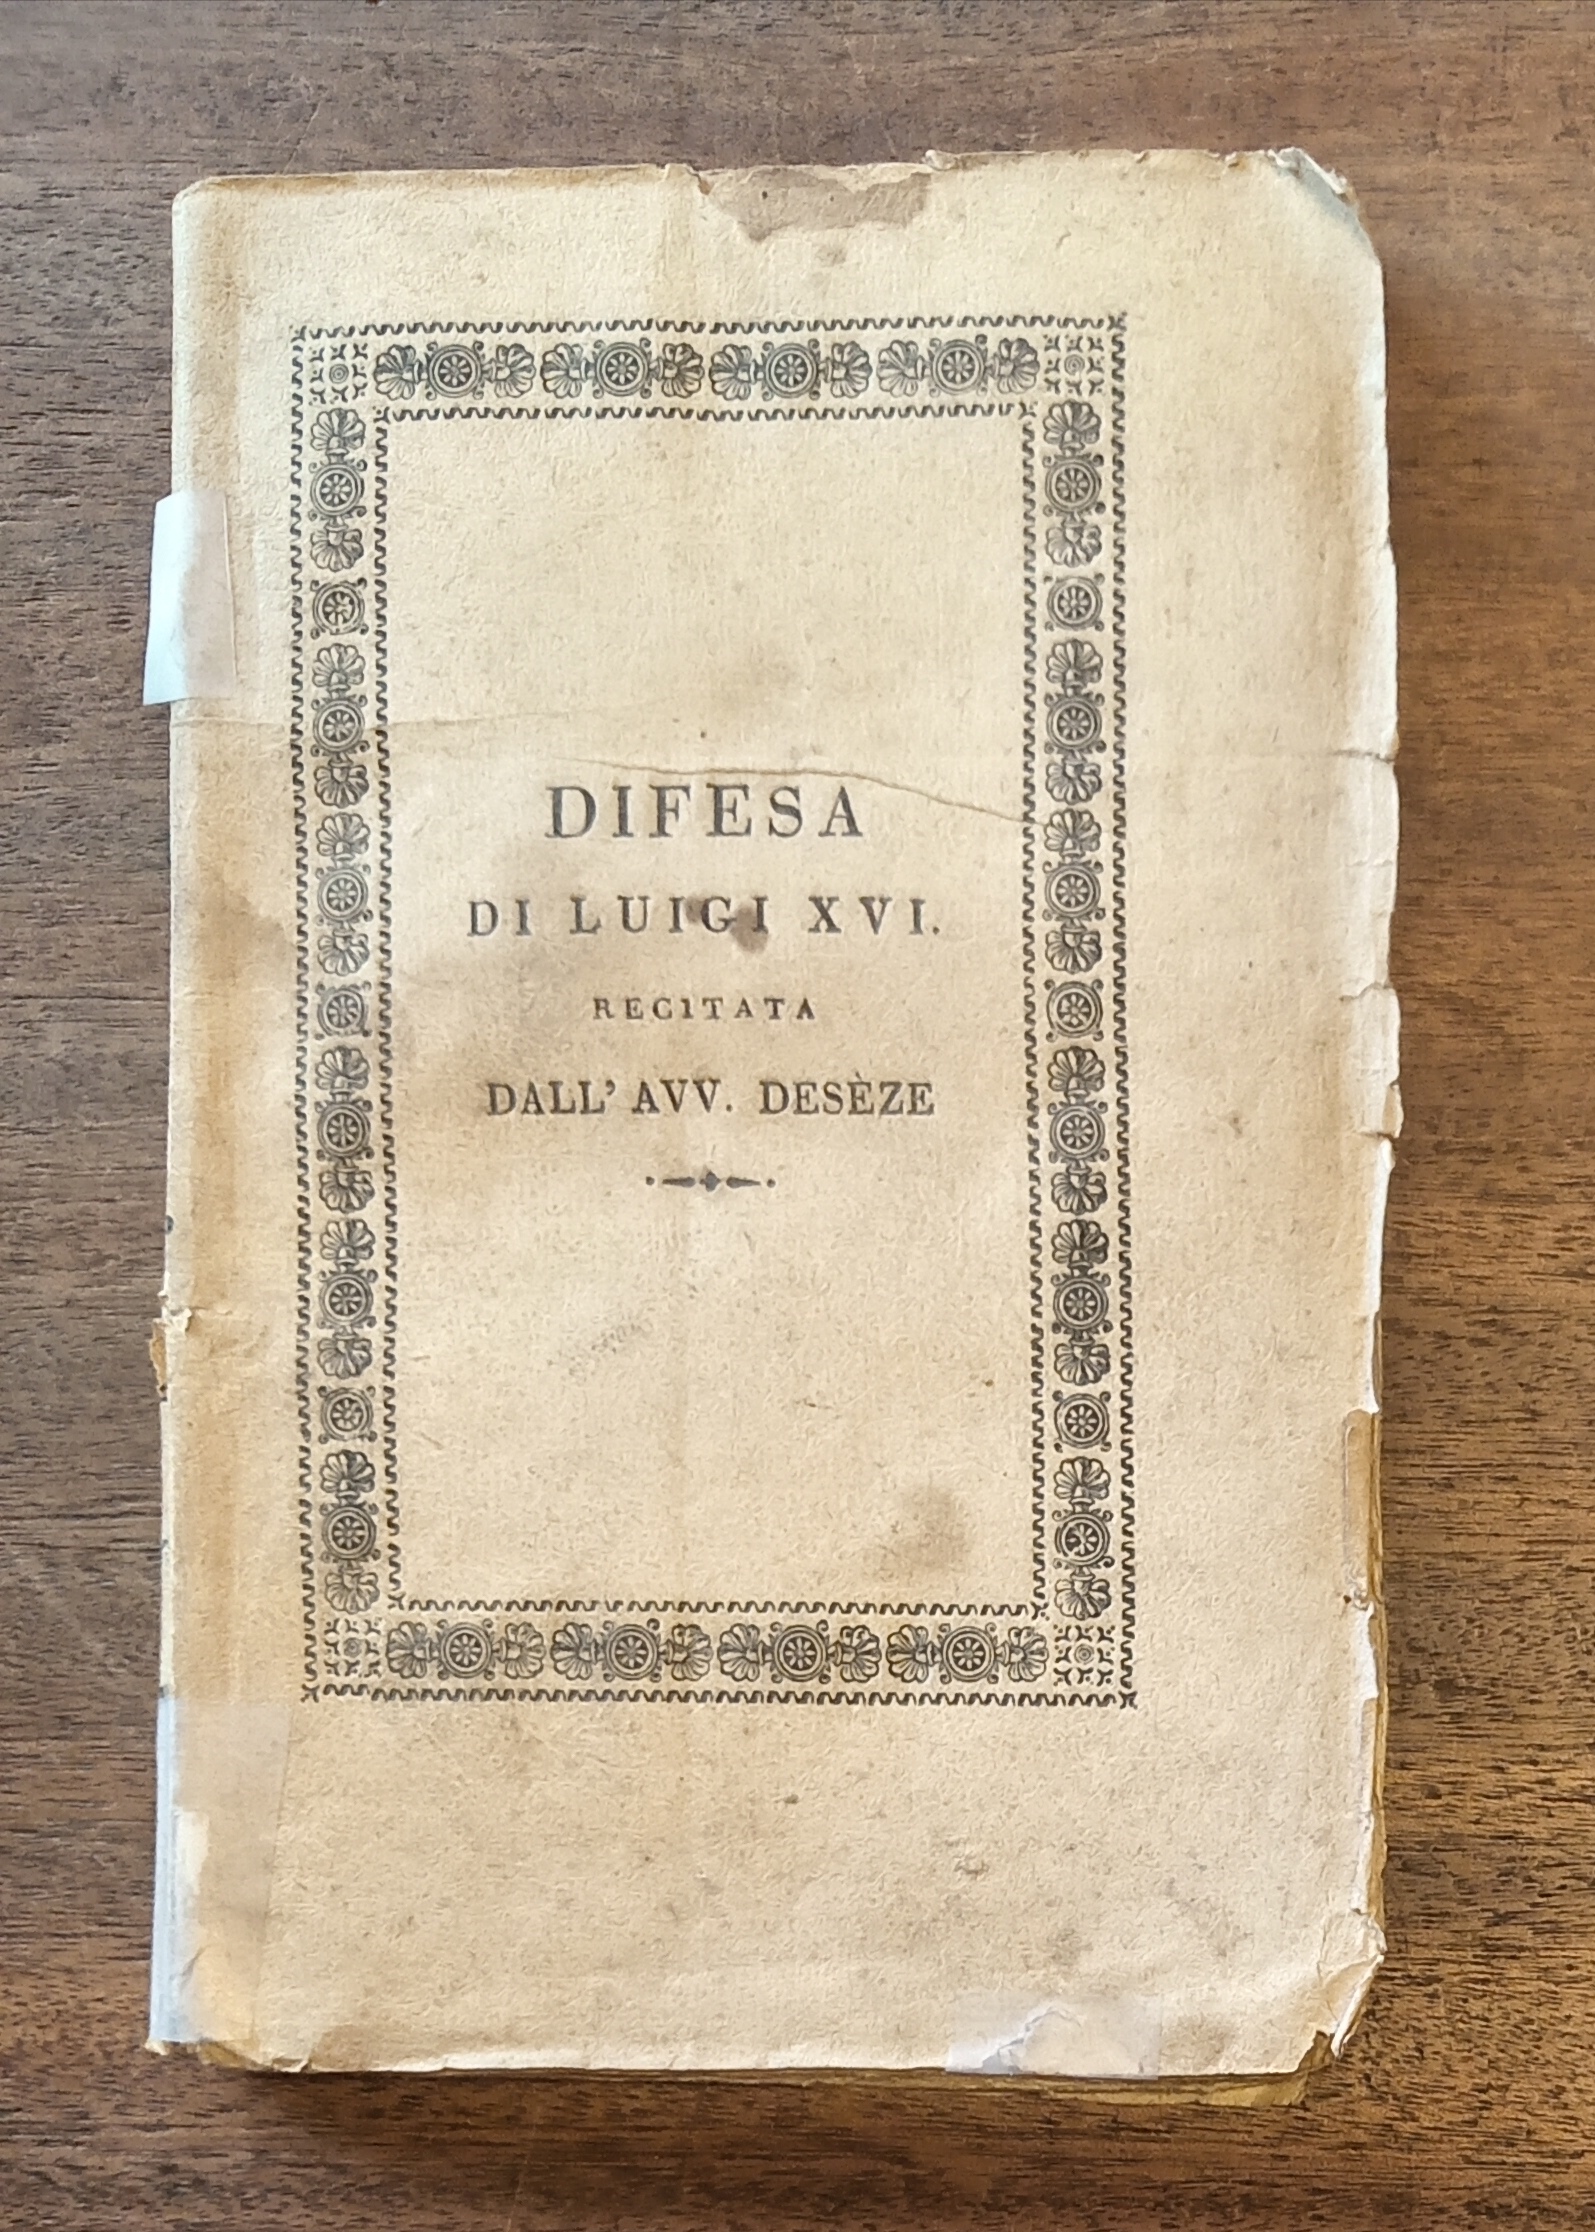 DIFESA
DI LUIGI XVI.
RECITATA
DALL' AVV. DESÈZE